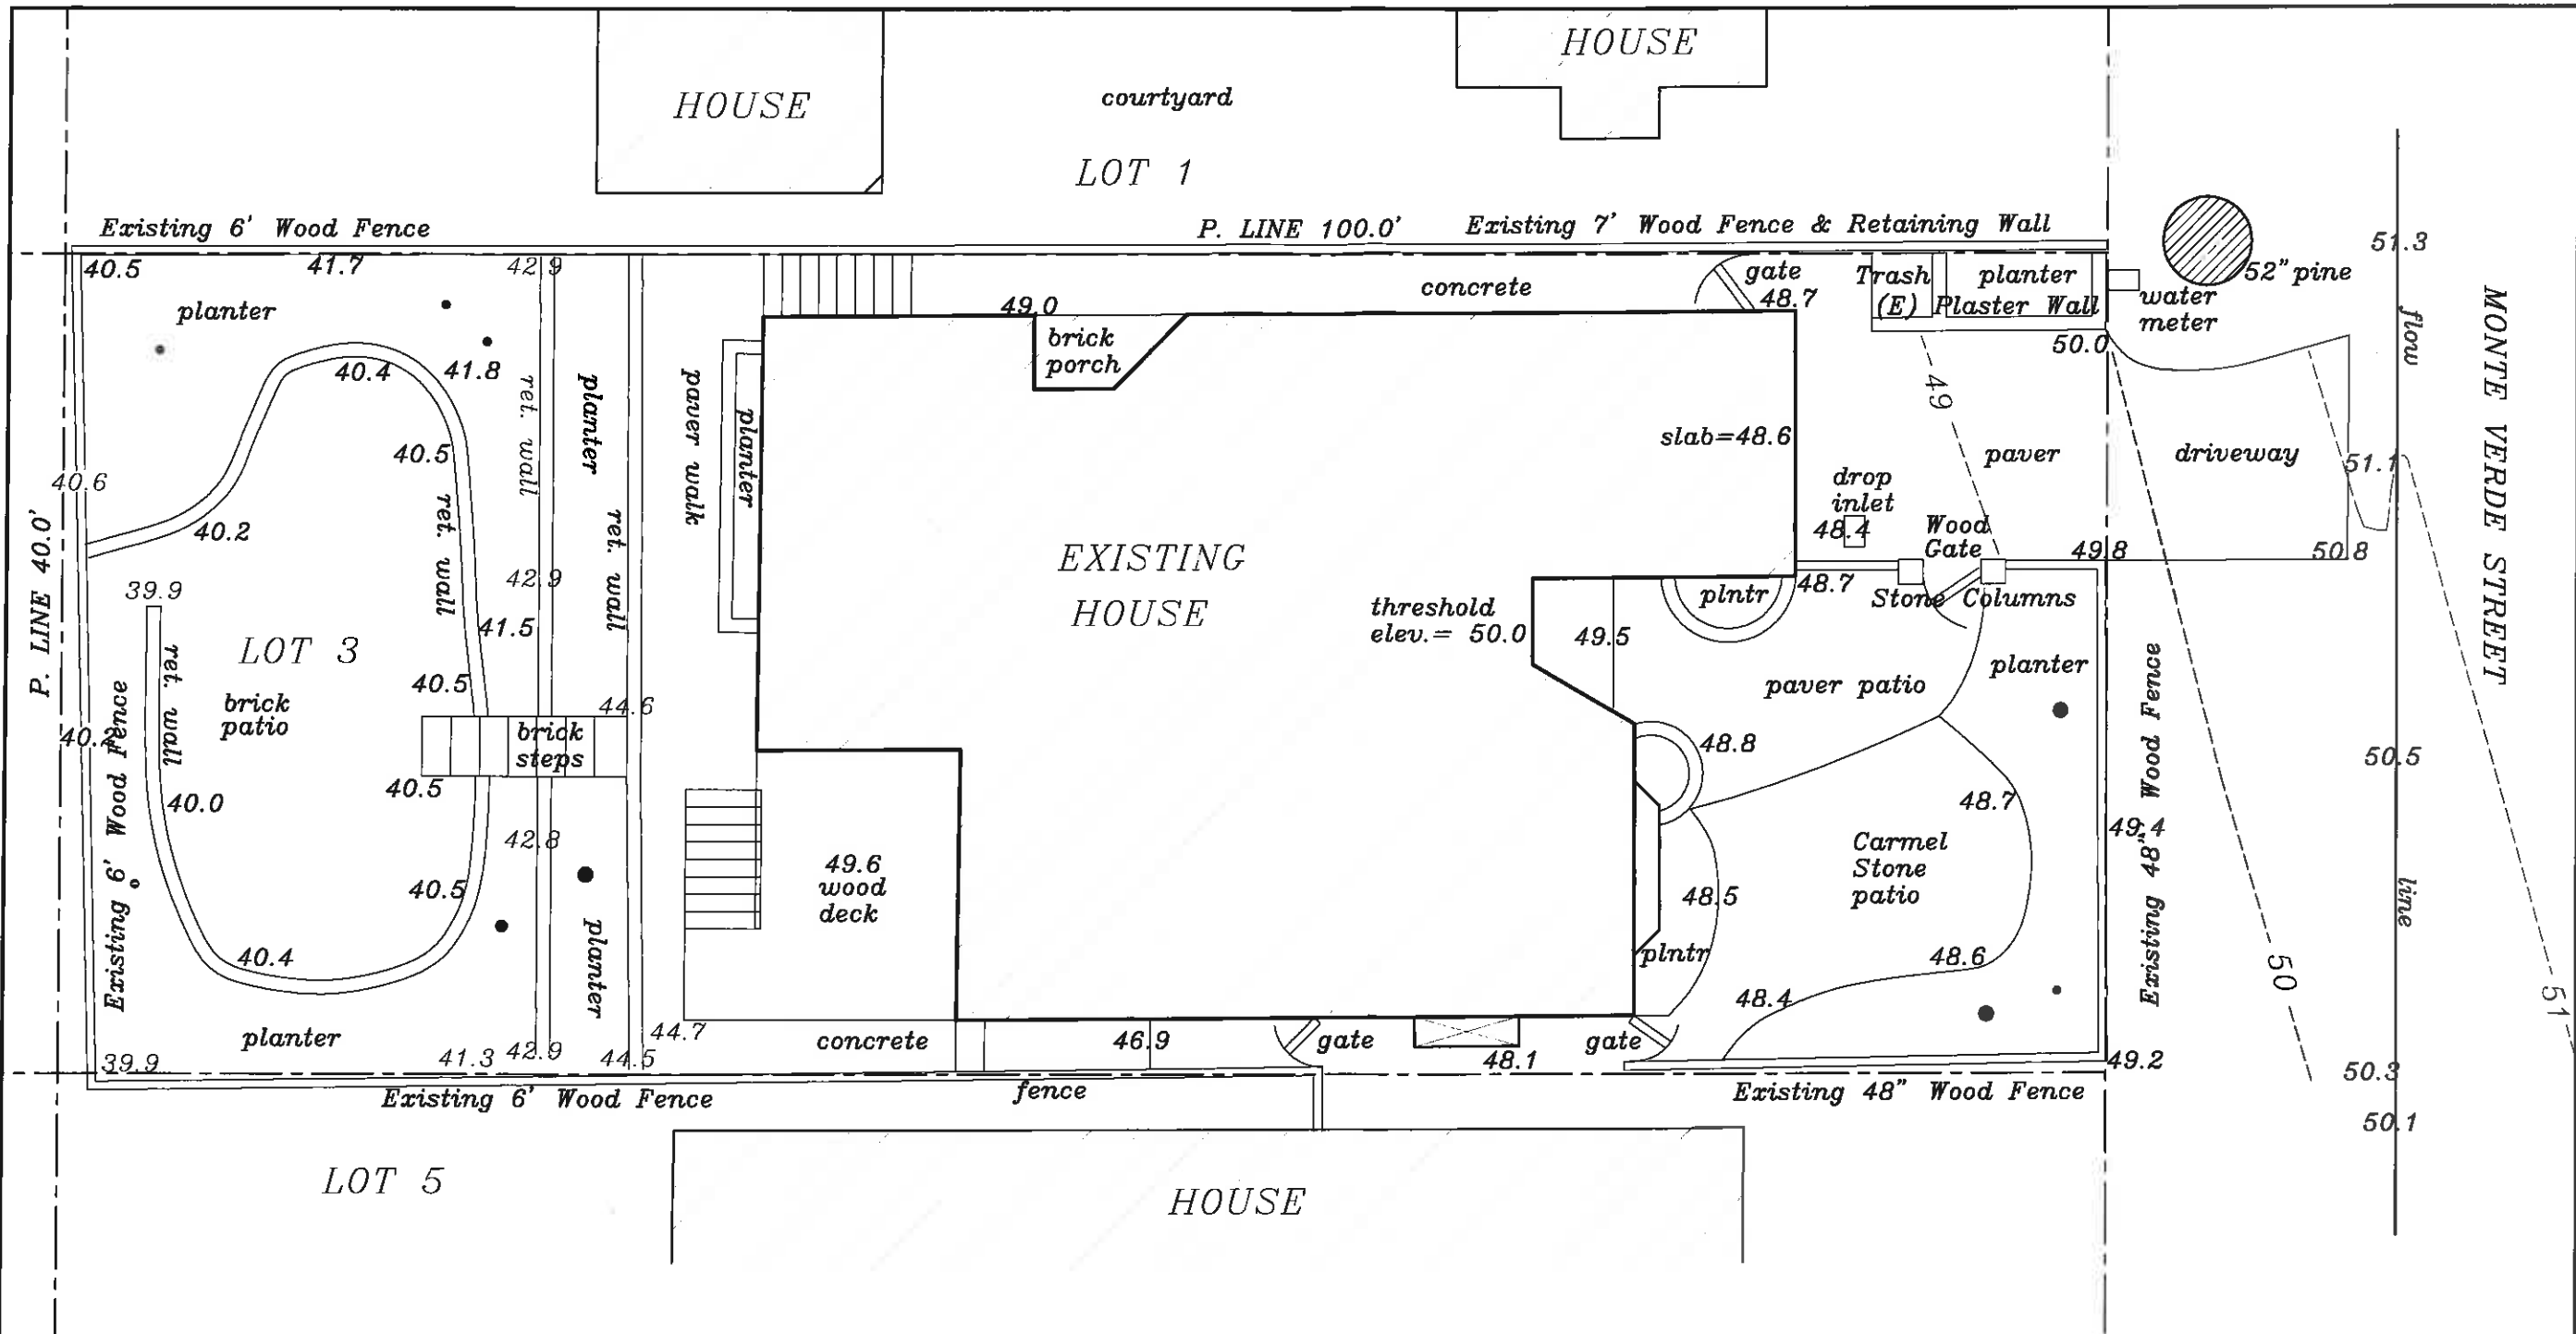 HOUSE
HOUSE
courtyard
LOT 1
Existing 6' Wood Fence
P. LINE 100.0'
Existing 7' Wood Fence & Retaining Wall
51.3
40.5
41.7
42.9
planter
49.0
concrete
gate
48.7
Trash
(E) Plaster Wall
planter
water
meter
52" pine
flow
MONTE VERDE STREET
brick
porch
50.0
40.4
41.8
ret. wall
planter
paver walk
planter
49
40.5
slab=48.6
paver
driveway
51.1
40.6
40.2
ret. wall
ret. wall
drop
inlet
48.4
Wood
Gate
49.8
50.8
P. LINE 40.0'
39.9
42.9
EXISTING
HOUSE
threshold
elev.= 50.0
49.5
plntr
48.7
Stone Columns
41.5
LOT 3
ret. wall
brick
patio
40.5
44.6
paver patio
planter
Existing 48" Wood Fence
40.2
Existing 6' Wood Fence
brick
steps
48.8
50.5
40.0
40.5
42.8
48.7
49.4
Carmel
Stone
patio
49.6
wood
deck
40.5
48.5
line
planter
40.4
plntr
48.6
50
51
48.4
planter
44.7
concrete
46.9
gate
48.1
gate
39.9
41.3
42.9
44.5
49.2
50.3
Existing 6' Wood Fence
fence
Existing 48" Wood Fence
50.1
LOT 5
HOUSE